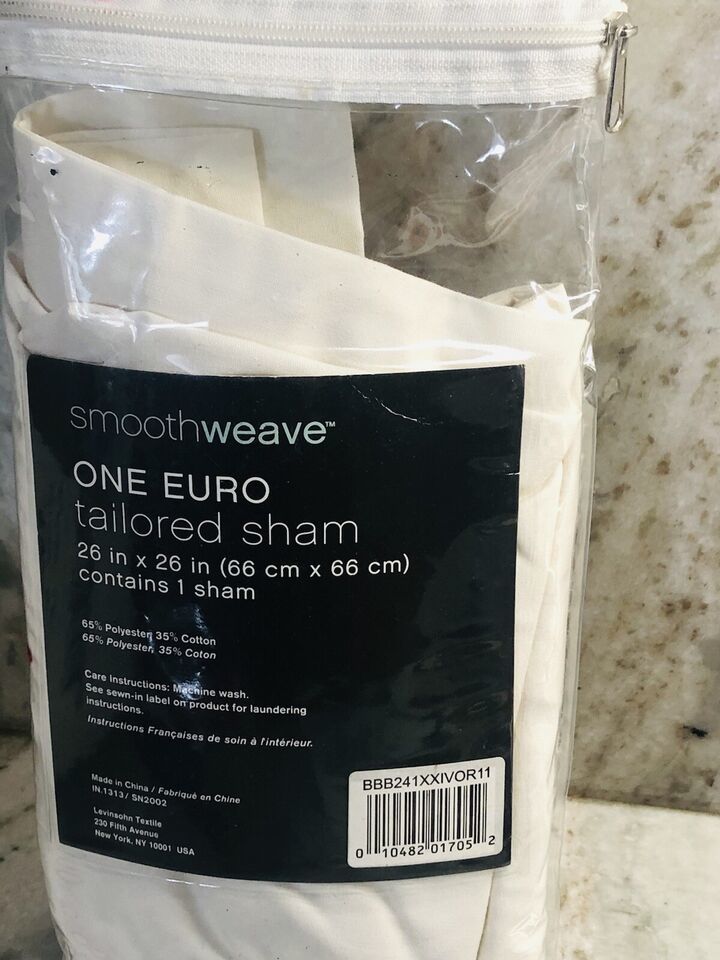 smoothweave™
ONE EURO
tailored sham
26 in x 26 in (66 cm x 66 cm)
contains 1 sham
65% Polyester, 35% Cotton
65% Polyester, 35% Coton
Care Instructions: Machine wash.
See sewn-in label on product for laundering
instructions.
Instructions Françaises de soin à l'intérieur.
Made in China / Fabriqué en Chine
IN.1313 / SN2002
Levinsohn Textile
230 Fifth Avenue
New York, NY 10001 USA
BBB241XXIVOR11
0 10482 01705 2